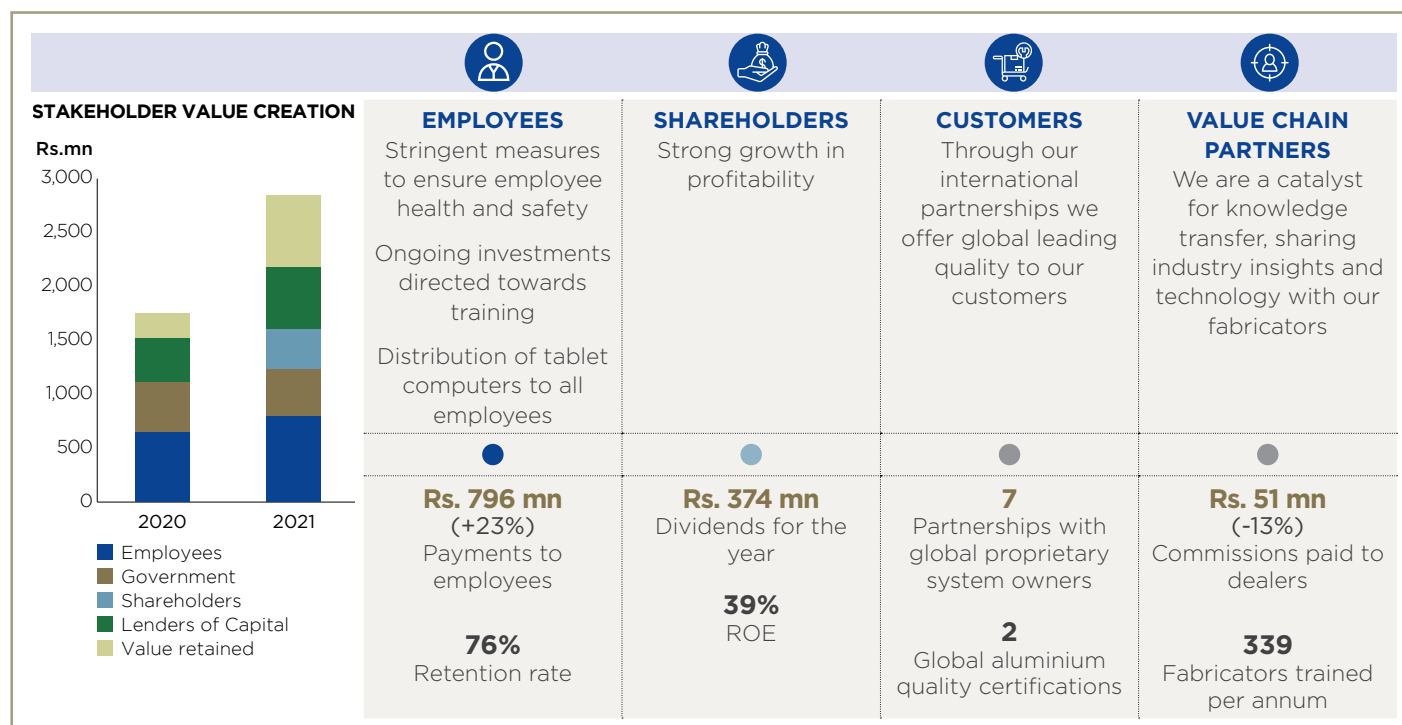 STAKEHOLDER VALUE CREATION
Rs.mn
3,000
2,500
2,000
1,500
1,000
500
0
2020
2021
Employees
Government
Shareholders
Lenders of Capital
Value retained
EMPLOYEES
Stringent measures
to ensure employee
health and safety
Ongoing investments
directed towards
training
Distribution of tablet
computers to all
employees
Rs. 796 mn
(+23%)
Payments to
employees
76%
Retention rate
SHAREHOLDERS
Strong growth in
profitability
Rs. 374 mn
Dividends for the
year
39%
ROE
CUSTOMERS
Through our
international
partnerships we
offer global leading
quality to our
customers
7
Partnerships with
global proprietary
system owners
2
Global aluminium
quality certifications
VALUE CHAIN
PARTNERS
We are a catalyst
for knowledge
transfer, sharing
industry insights and
technology with our
fabricators
Rs. 51 mn
(-13%)
Commissions paid to
dealers
339
Fabricators trained
per annum